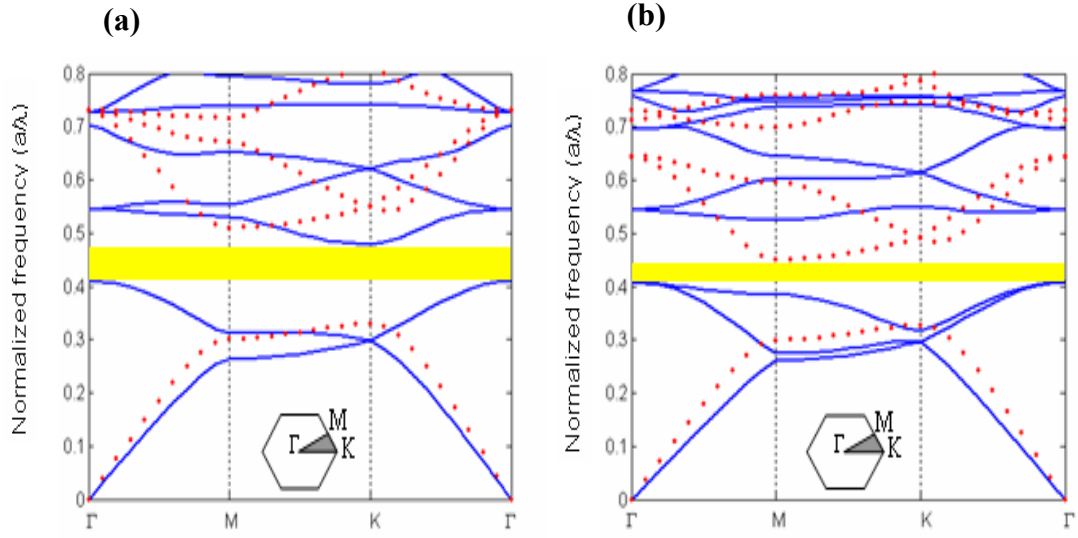 (a)
Normalized frequency (a/λ)
0.8
0.7
0.6
0.5
0.4
0.3
0.2
0.1
0
Γ M K Γ
M
Γ
K
(b)
Normalized frequency (a/λ)
0.8
0.7
0.6
0.5
0.4
0.3
0.2
0.1
0
Γ M K Γ
M
Γ
K